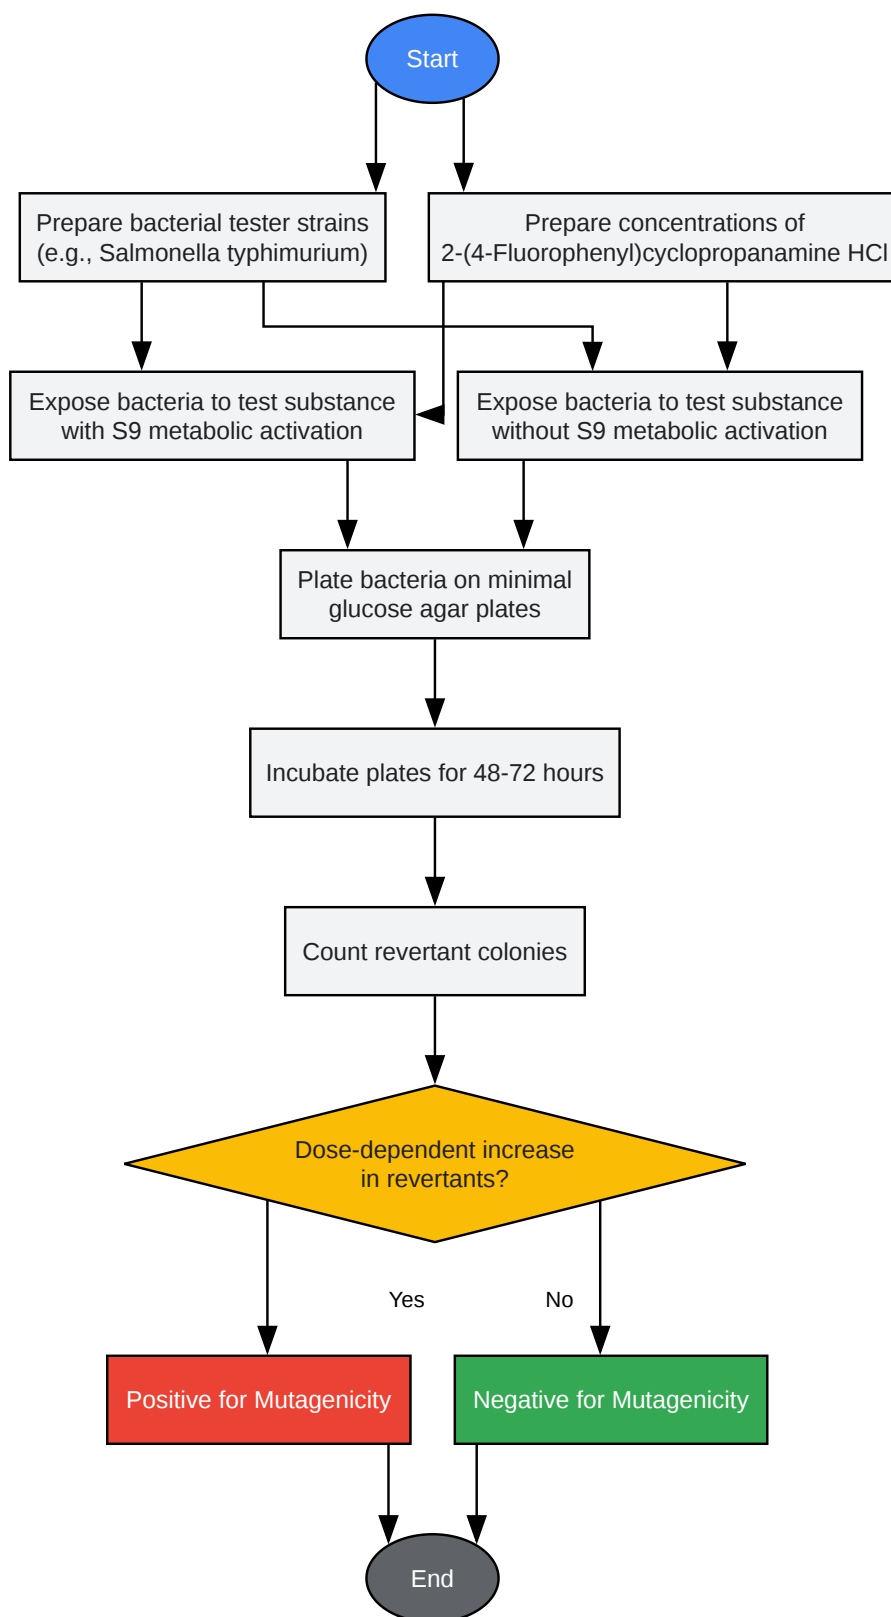 Start
Prepare bacterial tester strains
(e.g., Salmonella typhimurium)
Prepare concentrations of
2-(4-Fluorophenyl)cyclopropanamine HCl
Expose bacteria to test substance
with S9 metabolic activation
Expose bacteria to test substance
without S9 metabolic activation
Plate bacteria on minimal
glucose agar plates
Incubate plates for 48-72 hours
Count revertant colonies
Dose-dependent increase
in revertants?
Yes
No
Positive for Mutagenicity
Negative for Mutagenicity
End